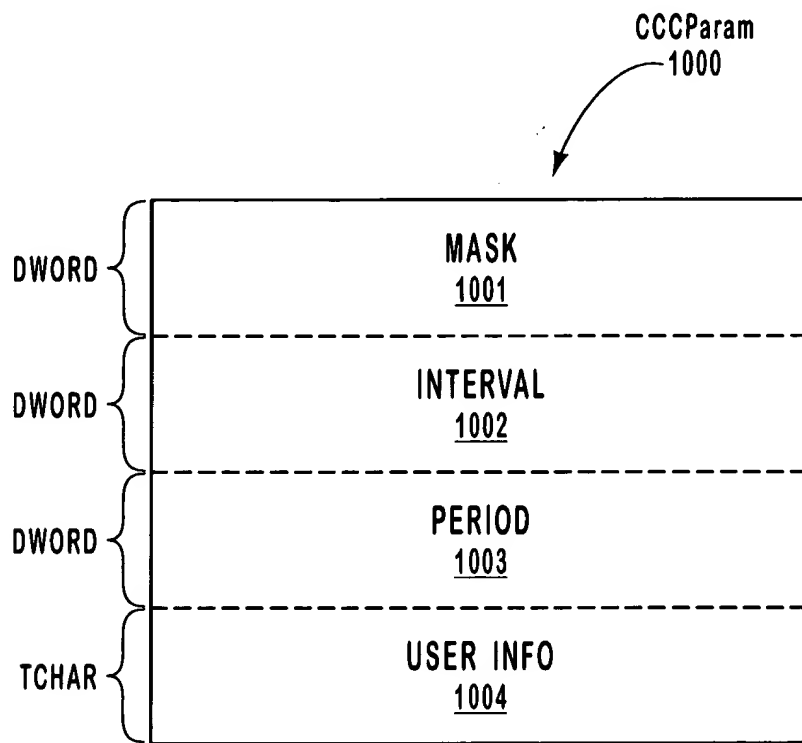 CCCParam
1000
DWORD
MASK
1001
DWORD
INTERVAL
1002
DWORD
PERIOD
1003
TCHAR
USER INFO
1004